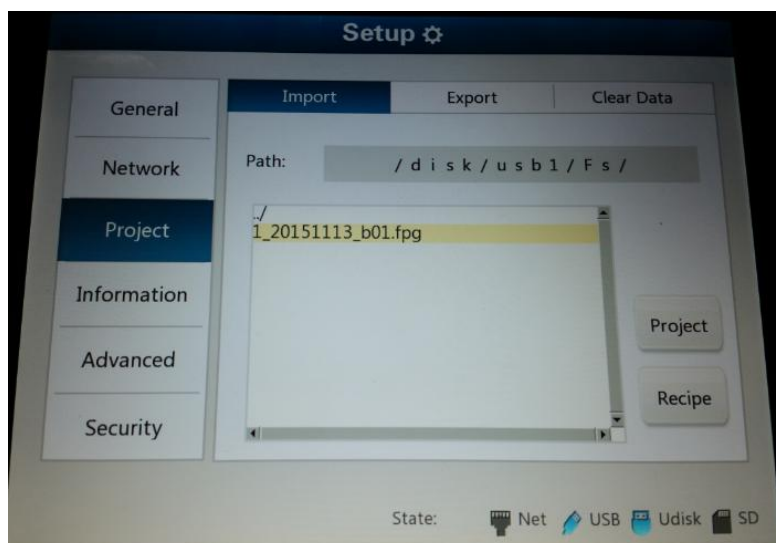 Setup
General
Network
Project
Information
Advanced
Security
Import Export Clear Data
Path: /disk/usb1/Fs/
../
1_20151113_b01.fpg
Project
Recipe
State: Net USB Udisk SD